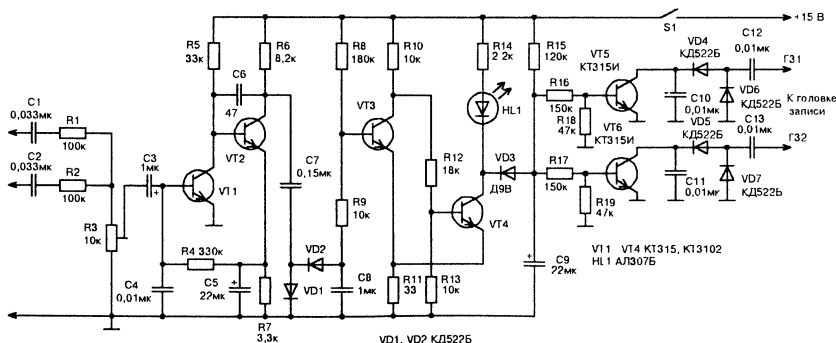 +15 В
S1
R5
33к
R6
8,2к
R8
180к
R10
10к
R14
2 2к
R15
120к
VT5
КТ315И
VD4
КД522Б
C12
0,01мк
ГЗ1
C6
47
C1
0,033мк
R1
100к
VT2
VT3
HL1
R16
150к
R18
47к
VT6
КТ315И
C10
0,01мк
VD5
КД522Б
VD6
КД522Б
C13
0,01мк
К головке
записи
ГЗ2
C2
0,033мк
R2
100к
C3
1мк
V11
C7
0,15мк
R12
18к
VD3
Д9В
R17
150к
VT4
R9
10к
R3
10к
R19
47к
C11
0,01мк
VD7
КД522Б
R4 330к
VD2
C4
0,01мк
C5
22мк
VD1
C8
1мк
R11
33
R13
10к
C9
22мк
V11 VT4 КТ315, КТ3102
HL1 АЛ307Б
R7
3,3к
VD1, VD2 КД522Б